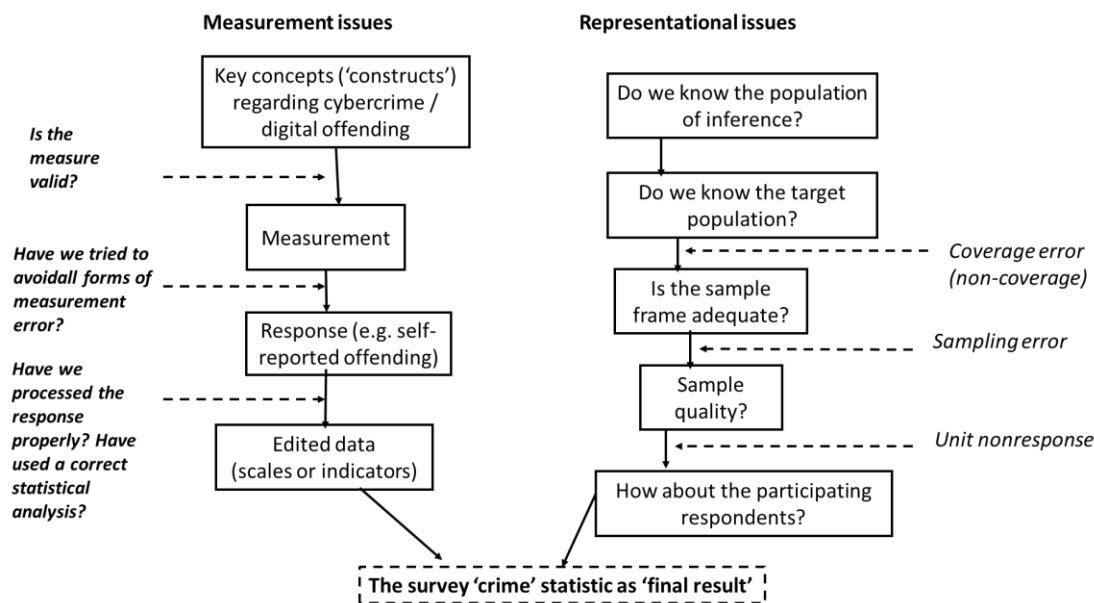 Measurement issues
Key concepts (‘constructs’)
regarding cybercrime /
digital offending
Is the
measure
valid?
Measurement
Have we tried to
avoidall forms of
measurement
error?
Response (e.g. self-
reported offending)
Have we
processed the
response
properly? Have
used a correct
statistical
analysis?
Edited data
(scales or indicators)
Representational issues
Do we know the population
of inference?
Do we know the target
population?
Coverage error
(non-coverage)
Is the sample
frame adequate?
Sampling error
Sample
quality?
Unit nonresponse
How about the participating
respondents?
The survey ‘crime’ statistic as ‘final result’